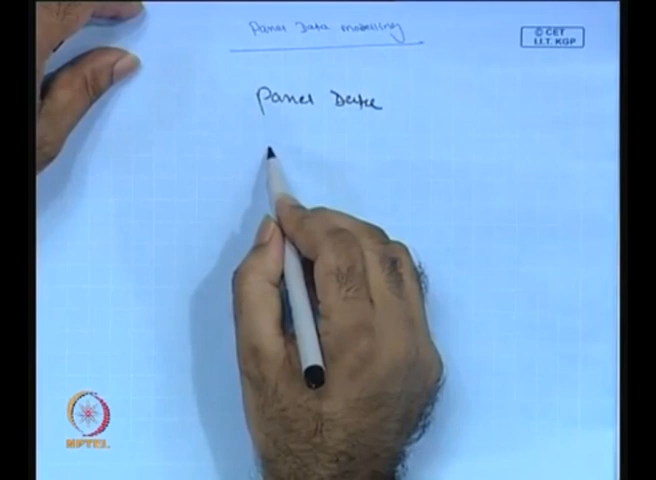 Panel Data Modelling
© CET
I.I.T. KGP
Panel Data
NPTEL